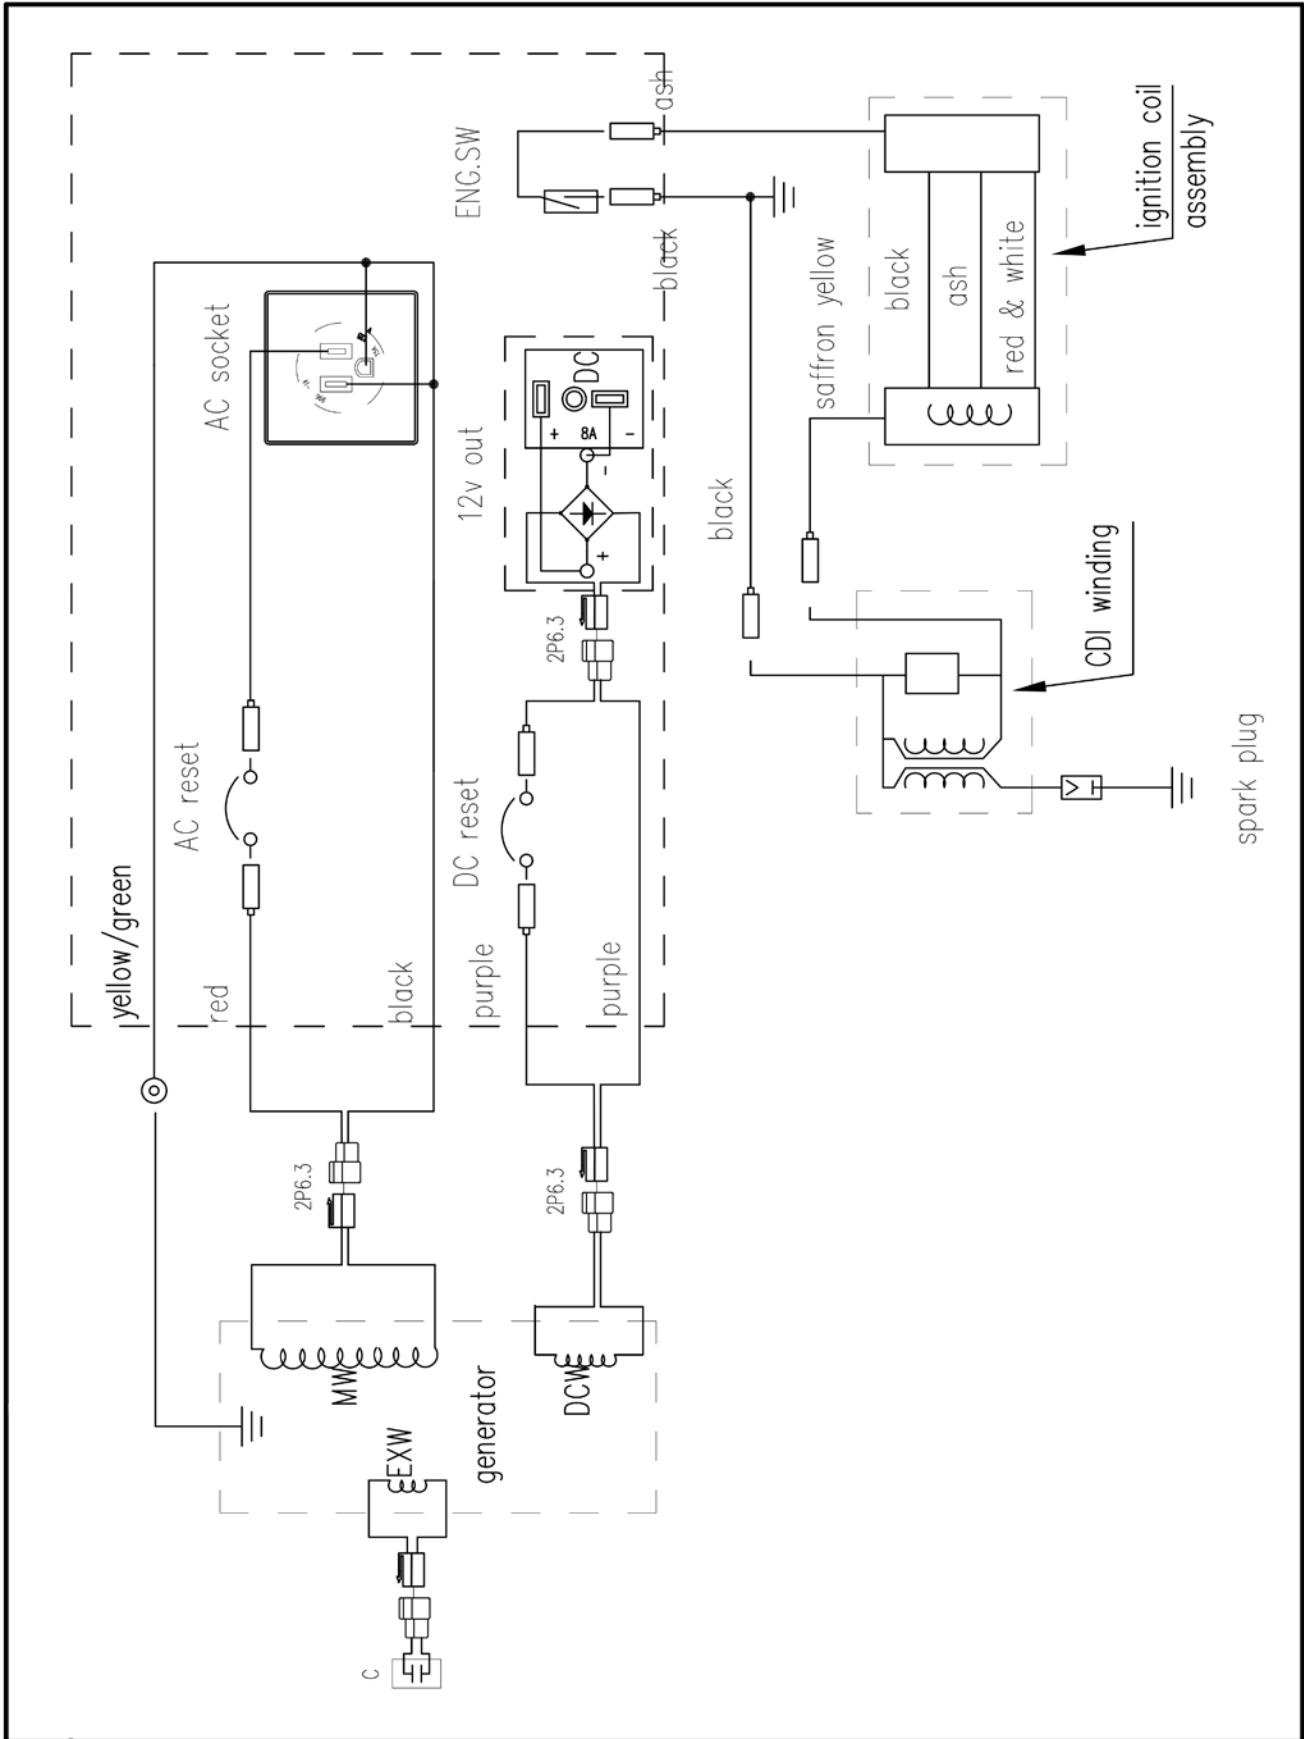 yellow/green
red
AC reset
AC socket
black
2P6.3
MW
EXW
generator
C
purple
DC reset
12v out
+ 8A -
DC
+
-
purple
2P6.3
2P6.3
DCW
ENG.SW
ash
black
black
saffron yellow
black
ash
red & white
ignition coil
assembly
CDI winding
spark plug